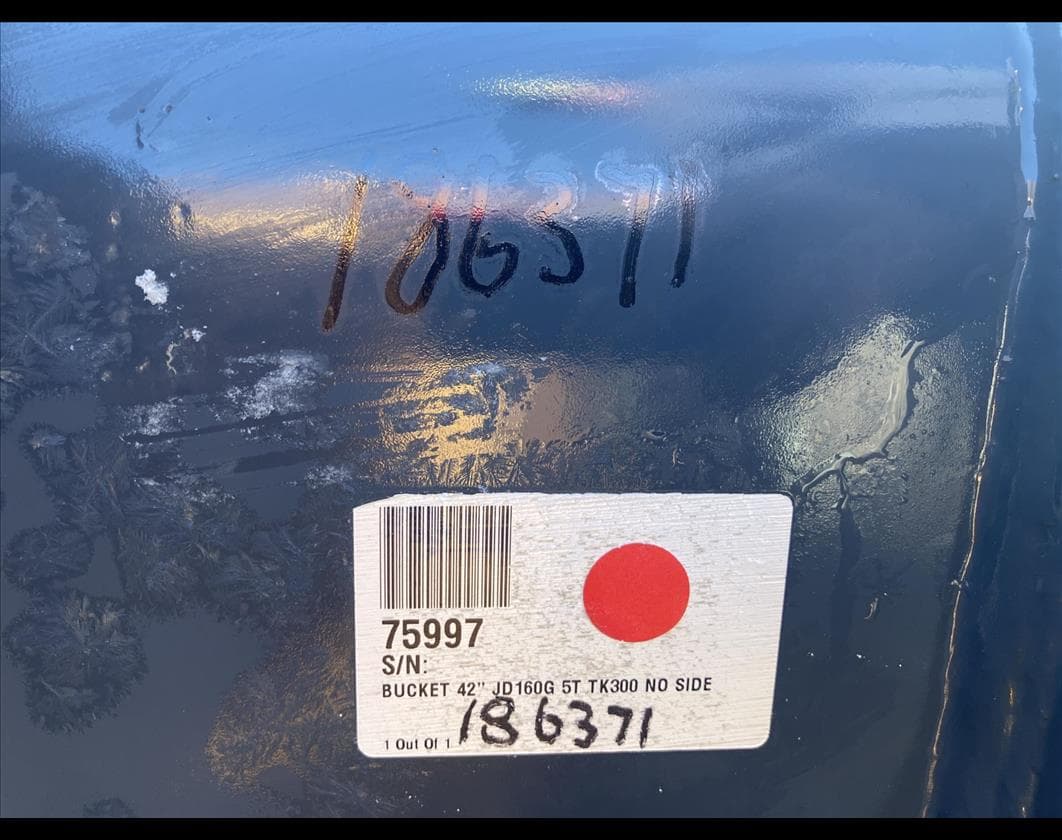 186371
75997
S/N:
BUCKET 42" JD160G 5T TK300 NO SIDE
186371
1 Out Of 1